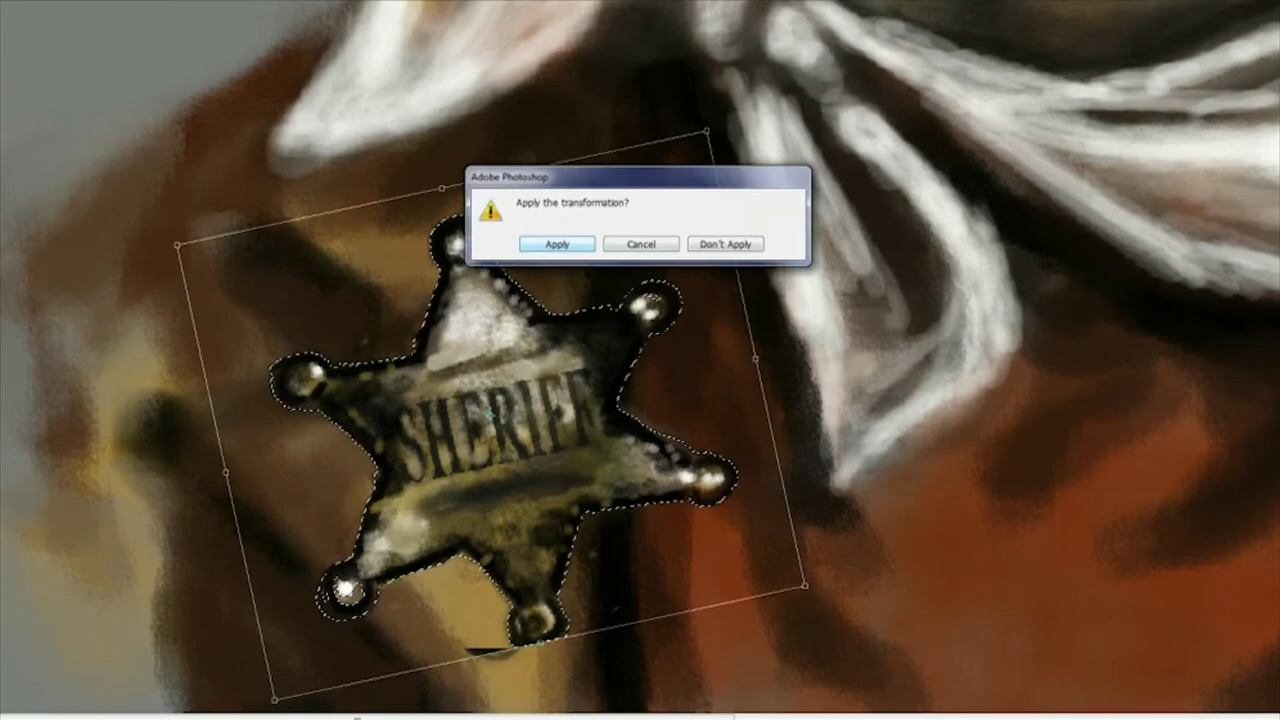 Adobe Photoshop
Apply the transformation?
Apply
Cancel
Don't Apply
SHERIFF